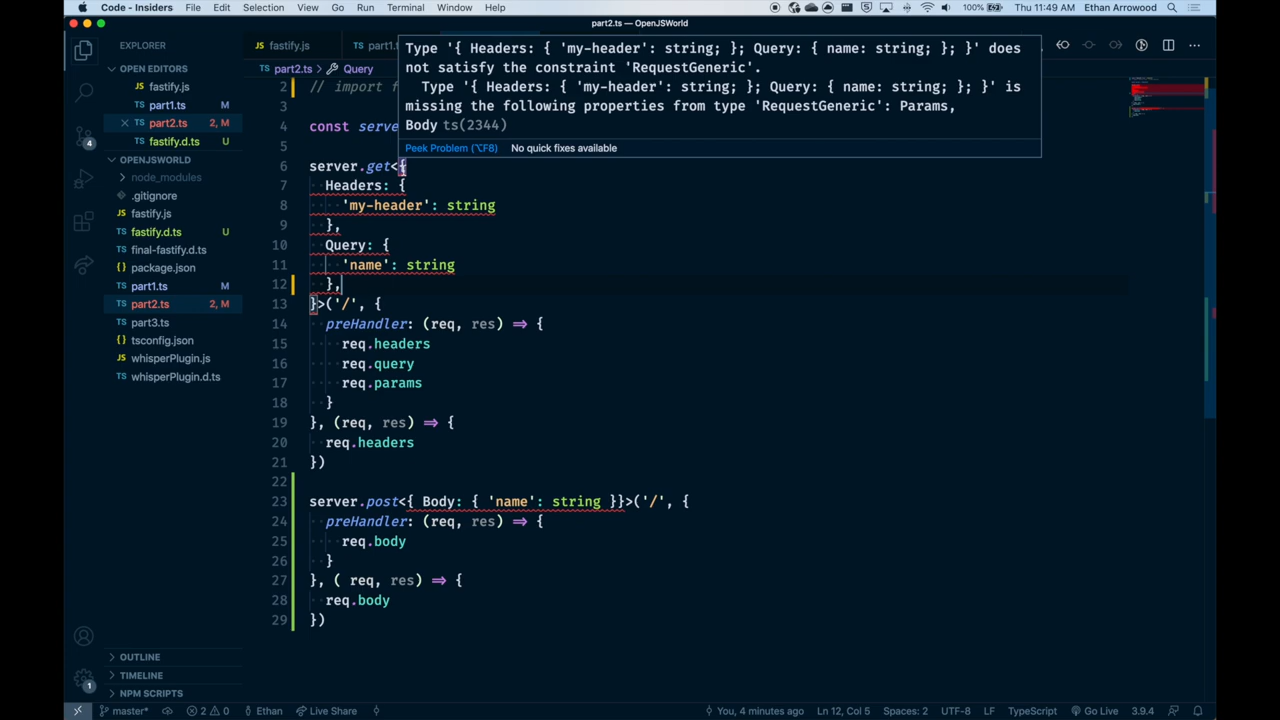 Code - Insiders File Edit Selection View Go Run Terminal Window Help 100% Thu 11:49 AM Ethan Arrowood
part2.ts — OpenJSWorld
EXPLORER
OPEN EDITORS
JS fastify.js
TS part1.ts M
TS part2.ts 2, M
TS fastify.d.ts U
OPENJSWORLD
node_modules
.gitignore
JS fastify.js
TS fastify.d.ts U
TS final-fastify.d.ts
{} package.json
TS part1.ts M
TS part2.ts 2, M
TS part3.ts
tsconfig.json
JS whisperPlugin.js
TS whisperPlugin.d.ts
OUTLINE
TIMELINE
NPM SCRIPTS
4
1
JS fastify.js TS part1.
TS part2.ts > Query
Type '{ Headers: { 'my-header': string; }; Query: { name: string; }; }' does
not satisfy the constraint 'RequestGeneric'.
Type '{ Headers: { 'my-header': string; }; Query: { name: string; }; }' is
missing the following properties from type 'RequestGeneric': Params,
Body ts(2344)
Peek Problem (⌥F8) No quick fixes available
2 // import f
3
4 const serve
5
6 server.get<{
7 Headers: {
8 'my-header': string
9 },
10 Query: {
11 'name': string
12 },
13 }>('/', {
14 preHandler: (req, res) => {
15 req.headers
16 req.query
17 req.params
18 }
19 }, (req, res) => {
20 req.headers
21 })
22
23 server.post<{ Body: { 'name': string }}>('/', {
24 preHandler: (req, res) => {
25 req.body
26 }
27 }, ( req, res) => {
28 req.body
29 })
master* 2 0 Ethan Live Share You, 4 minutes ago Ln 12, Col 5 Spaces: 2 UTF-8 LF TypeScript Go Live 3.9.4